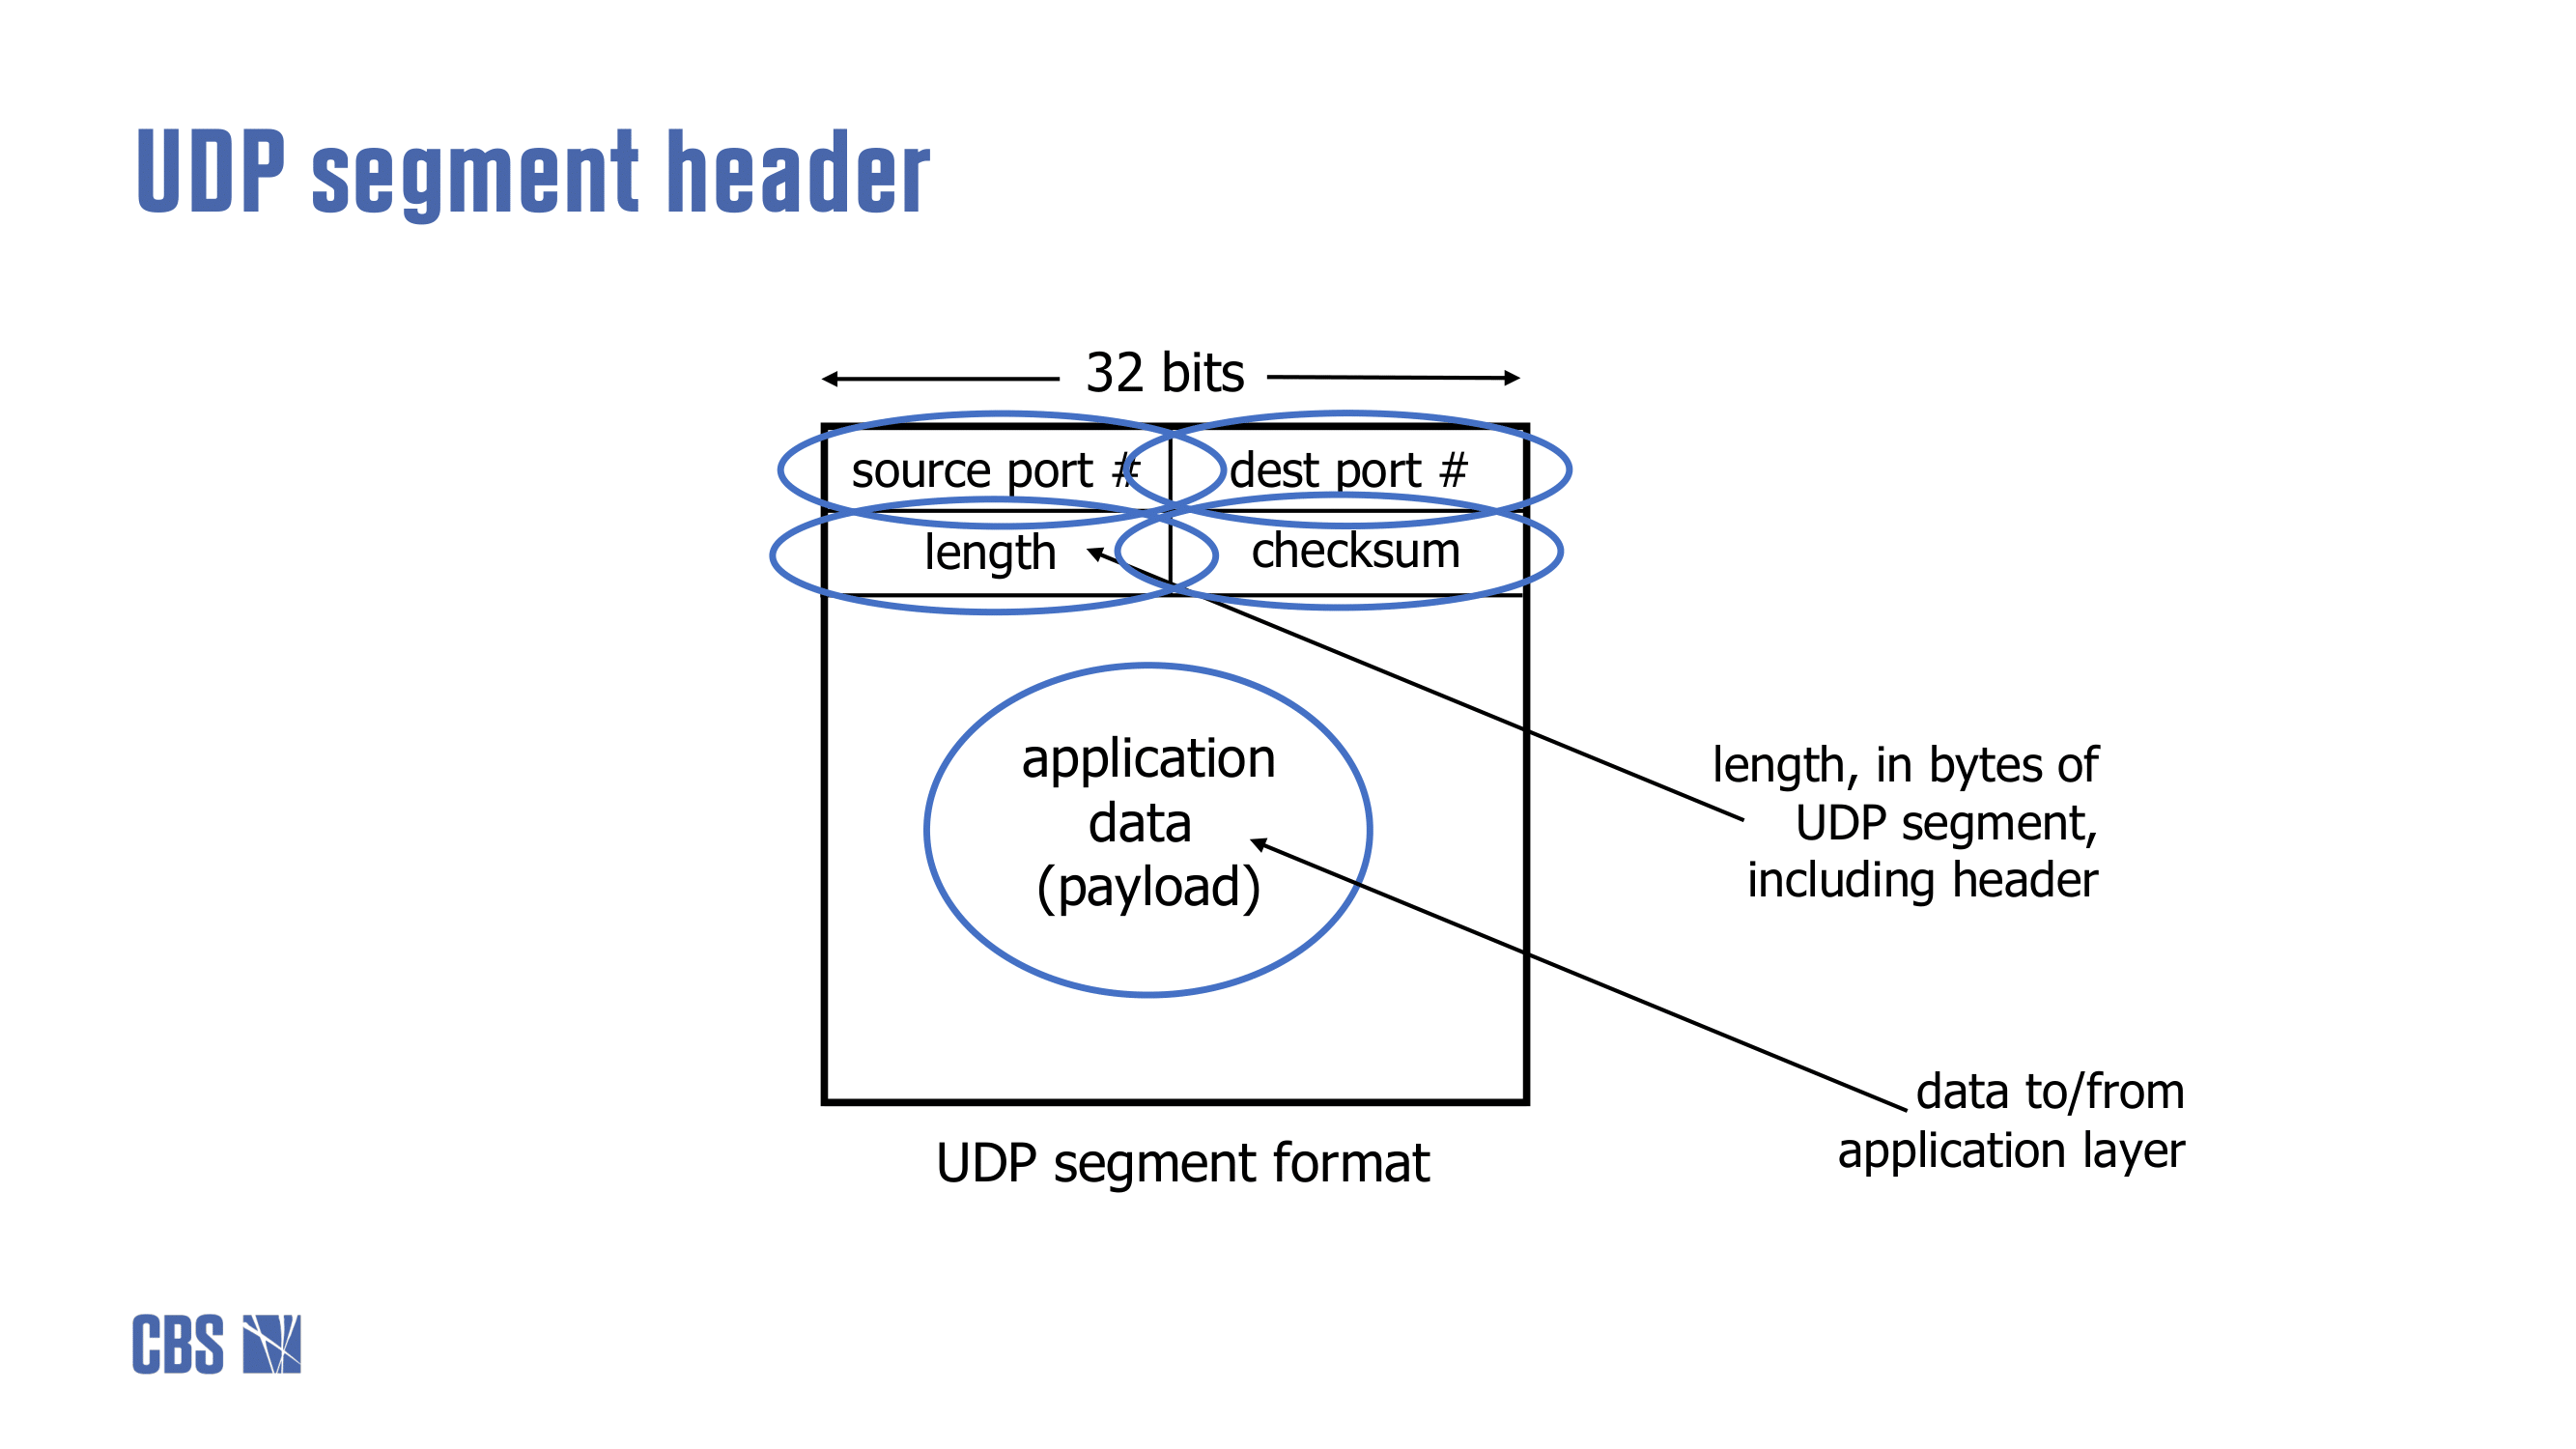 UDP segment header
32 bits
source port # dest port #
length checksum
application
data
(payload)
length, in bytes of
UDP segment,
including header
data to/from
application layer
UDP segment format
CBS